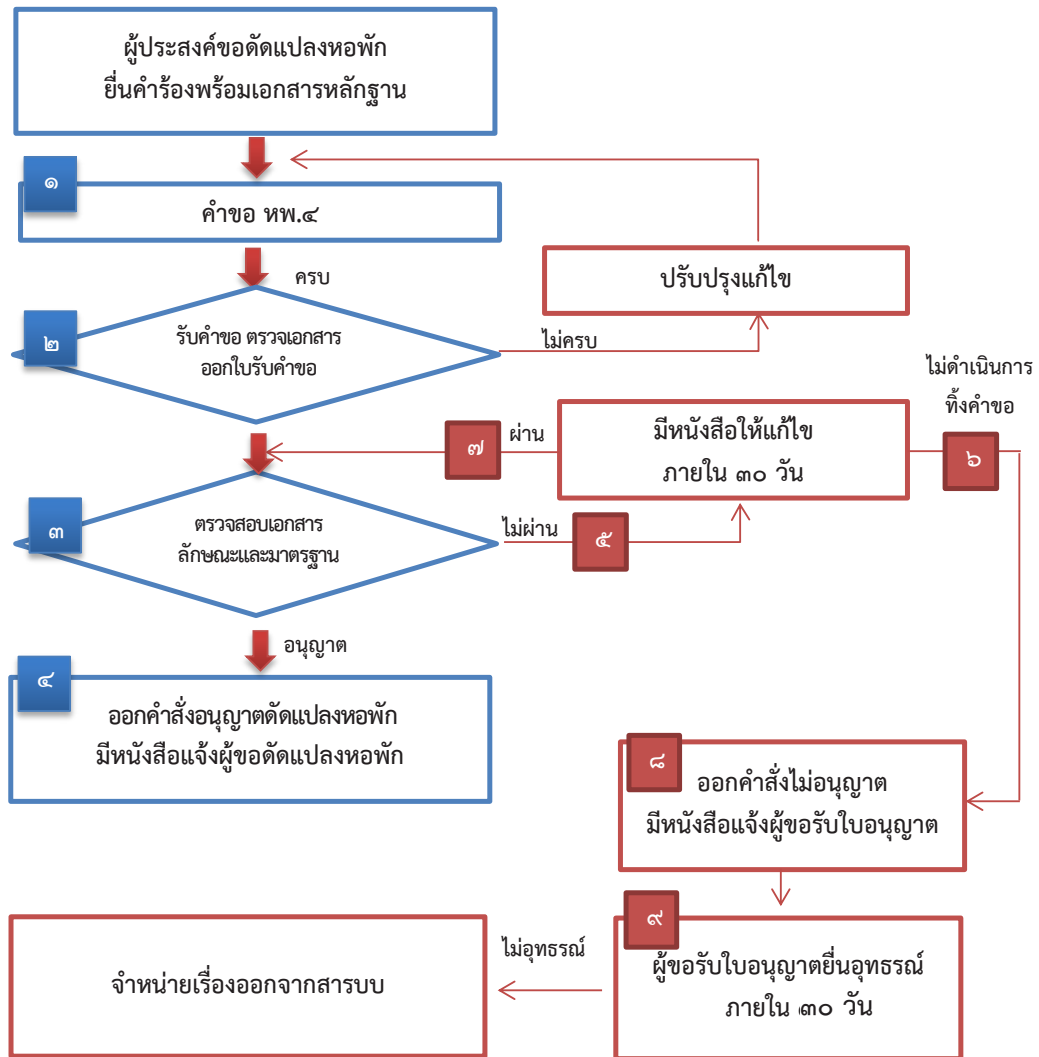 ผู้ประสงค์ขอดัดแปลงหอพัก
ยื่นคำร้องพร้อมเอกสารหลักฐาน
๑
คำขอ หพ.๔
ครบ
ปรับปรุงแก้ไข
๒
รับคำขอ ตรวจเอกสาร
ออกใบรับคำขอ
ไม่ครบ
ไม่ดำเนินการ
ทิ้งคำขอ
๗
ผ่าน
มีหนังสือให้แก้ไข
ภายใน ๓๐ วัน
๖
๓
ตรวจสอบเอกสาร
ลักษณะและมาตรฐาน
ไม่ผ่าน
๕
อนุญาต
๔
ออกคำสั่งอนุญาตดัดแปลงหอพัก
มีหนังสือแจ้งผู้ขอดัดแปลงหอพัก
๘
ออกคำสั่งไม่อนุญาต
มีหนังสือแจ้งผู้ขอรับใบอนุญาต
๙
ผู้ขอรับใบอนุญาตยื่นอุทธรณ์
ภายใน ๓๐ วัน
ไม่อุทธรณ์
จำหน่ายเรื่องออกจากสารบบ